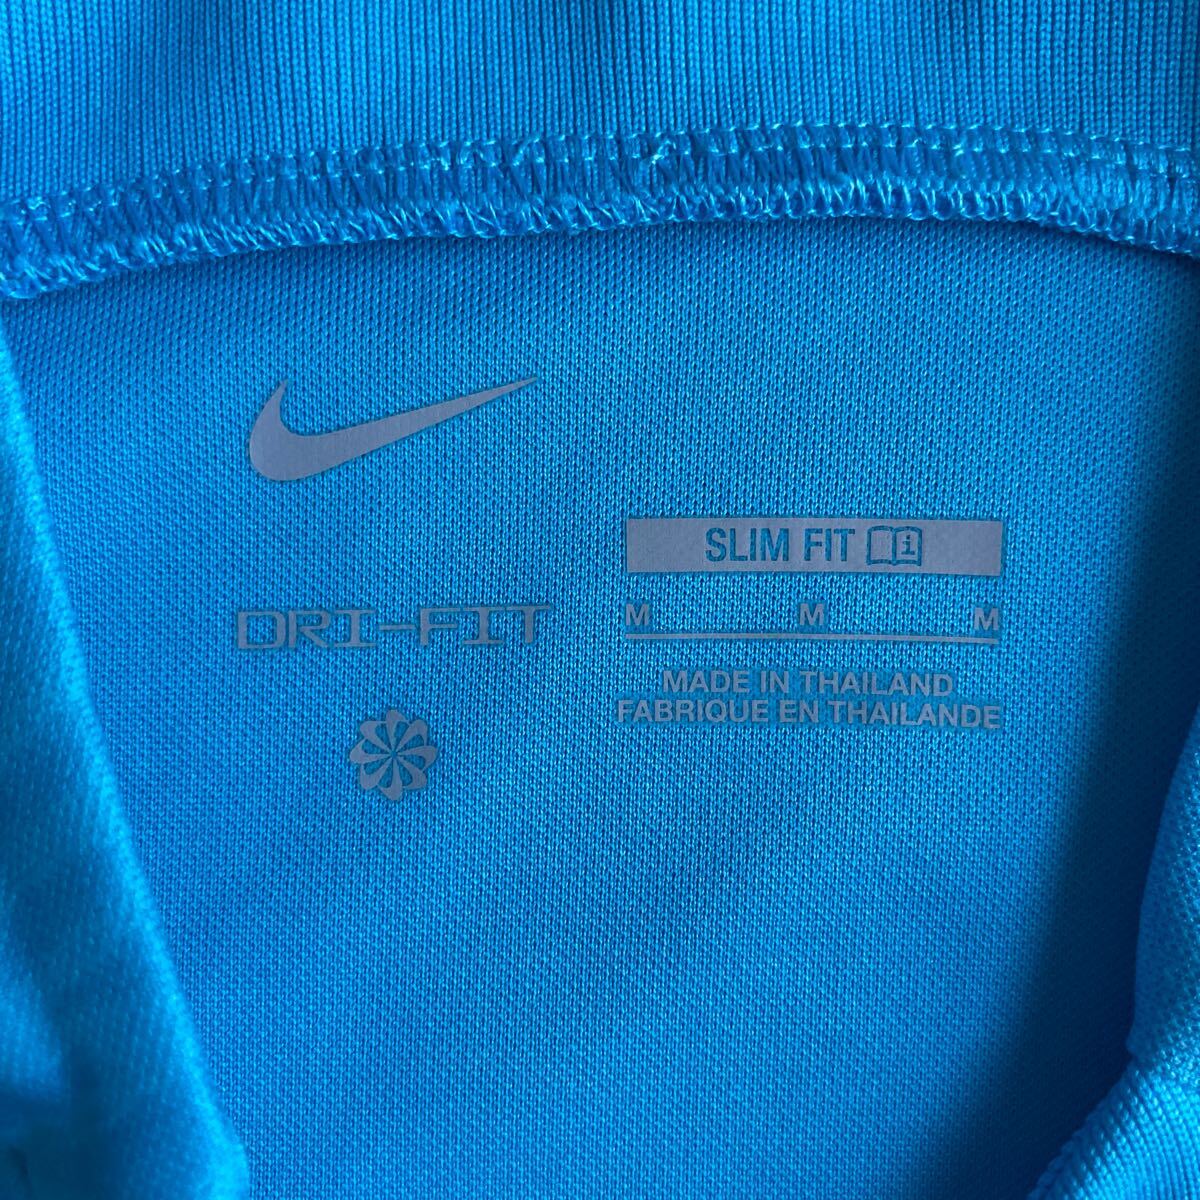 DRI-FIT
SLIM FIT
M M M
MADE IN THAILAND
FABRIQUE EN THAILANDE